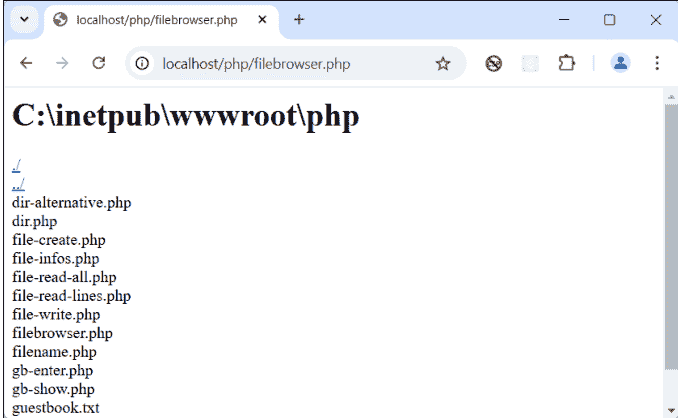 localhost/php/filebrowser.php
localhost/php/filebrowser.php
C:\inetpub\wwwroot\php
./
../
dir-alternative.php
dir.php
file-create.php
file-infos.php
file-read-all.php
file-read-lines.php
file-write.php
filebrowser.php
filename.php
gb-enter.php
gb-show.php
guestbook.txt